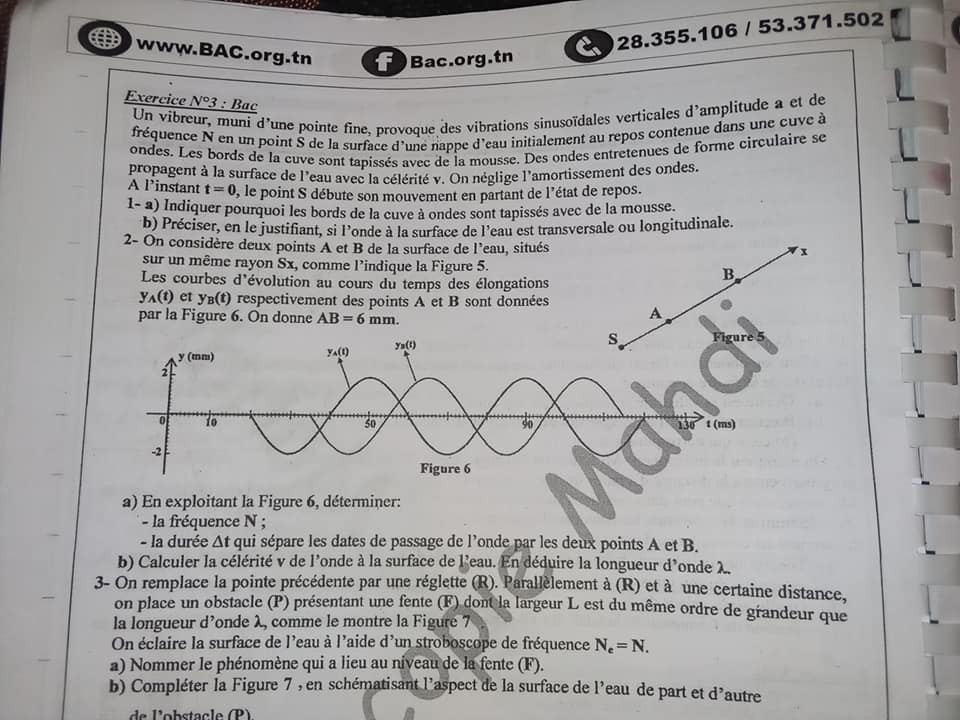 www.BAC.org.tn
Bac.org.tn
28.355.106 / 53.371.502
Exercice N°3 : Bac
Un vibreur, muni d'une pointe fine, provoque des vibrations sinusoïdales verticales d'amplitude a et de
fréquence N en un point S de la surface d'une nappe d'eau initialement au repos contenue dans une cuve à
ondes. Les bords de la cuve sont tapissés avec de la mousse. Des ondes entretenues de forme circulaire se
propagent à la surface de l'eau avec la célérité v. On néglige l'amortissement des ondes.
A l'instant t = 0, le point S débute son mouvement en partant de l'état de repos.
1- a) Indiquer pourquoi les bords de la cuve à ondes sont tapissés avec de la mousse.
b) Préciser, en le justifiant, si l'onde à la surface de l'eau est transversale ou longitudinale.
2- On considère deux points A et B de la surface de l'eau, situés
sur un même rayon Sx, comme l'indique la Figure 5.
Les courbes d'évolution au cours du temps des élongations
yA(t) et yB(t) respectivement des points A et B sont données
par la Figure 6. On donne AB = 6 mm.
x
B
A
S
Figure 5
y (mm)
yA(t)
yB(t)
2
0
10
50
90
130
t (ms)
-2
Figure 6
a) En exploitant la Figure 6, déterminer:
- la fréquence N ;
- la durée Δt qui sépare les dates de passage de l'onde par les deux points A et B.
b) Calculer la célérité v de l'onde à la surface de l'eau. En déduire la longueur d'onde λ.
3- On remplace la pointe précédente par une réglette (R). Parallèlement à (R) et à une certaine distance,
on place un obstacle (P) présentant une fente (F) dont la largeur L est du même ordre de grandeur que
la longueur d'onde λ, comme le montre la Figure 7
On éclaire la surface de l'eau à l'aide d'un stroboscope de fréquence Ne = N.
a) Nommer le phénomène qui a lieu au niveau de la fente (F).
b) Compléter la Figure 7 , en schématisant l'aspect de la surface de l'eau de part et d'autre
de l'obstacle (P).
copie Mahdi